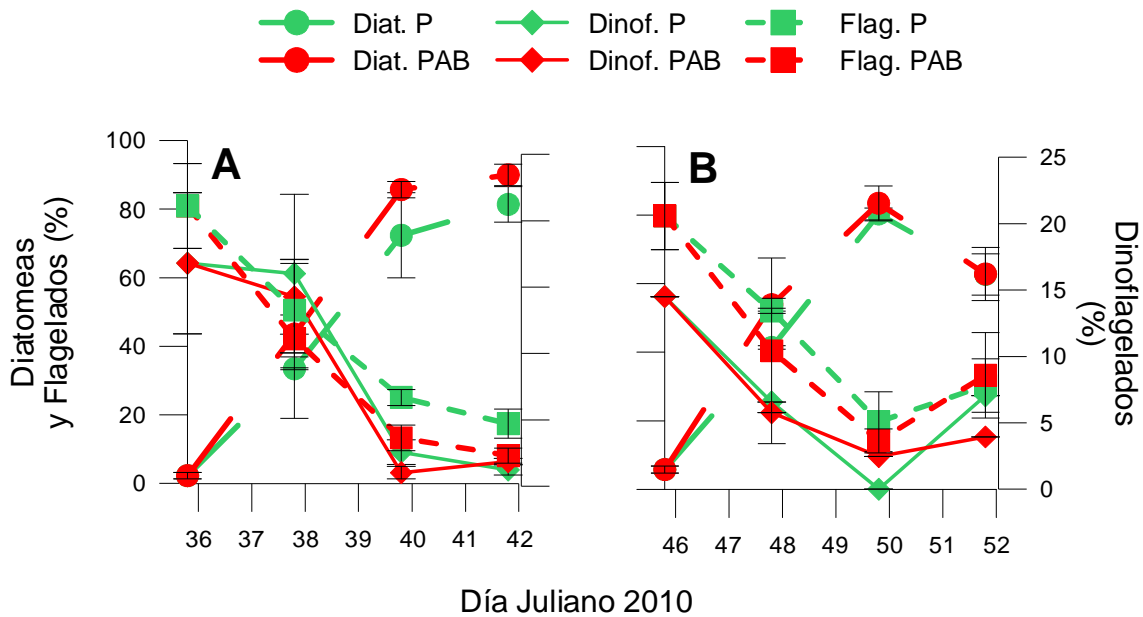 Diat. P Dinof. P Flag. P
Diat. PAB Dinof. PAB Flag. PAB
A
B
Diatomeas
y Flagelados (%)
100
80
60
40
20
0
25
20
15
10
5
0
Dinoflagelados
(%)
36 37 38 39 40 41 42
46 47 48 49 50 51 52
Día Juliano 2010